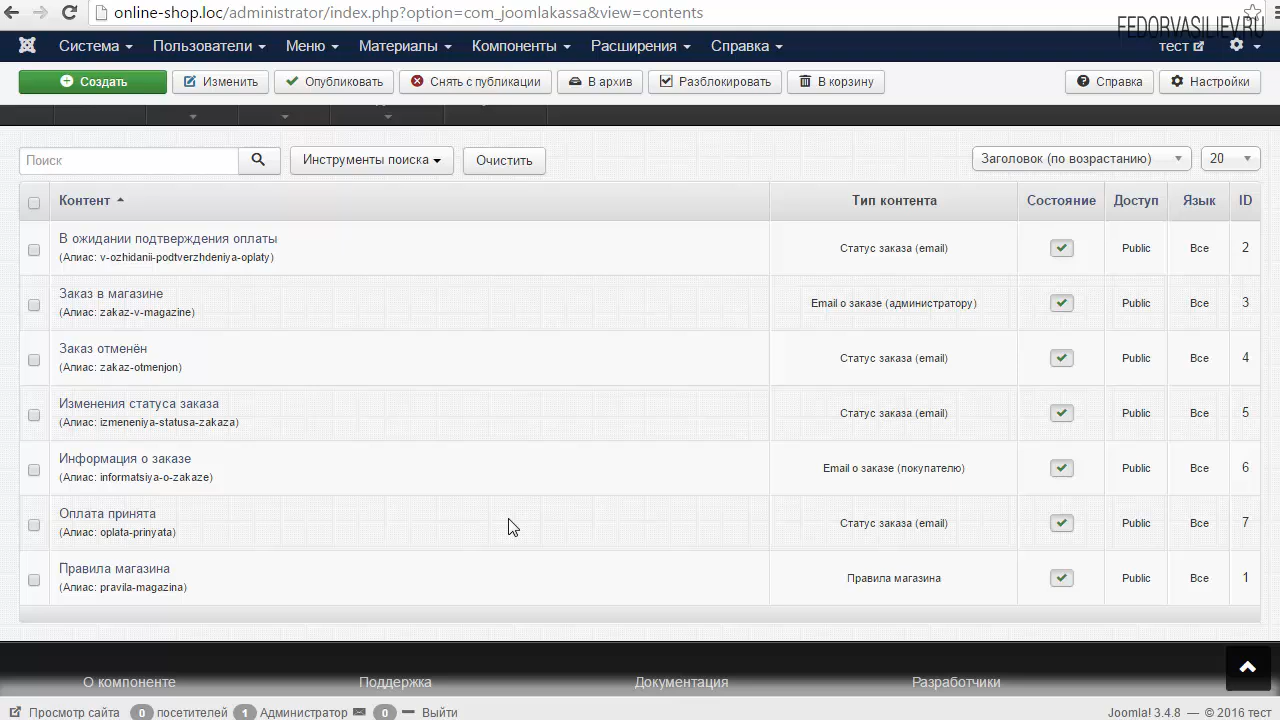 online-shop.loc/administrator/index.php?option=com_joomlakassa&view=contents
FEDORVASILIEV.RU
Система Пользователи Меню Материалы Компоненты Расширения Справка тест
Создать Изменить Опубликовать Снять с публикации В архив Разблокировать В корзину Справка Настройки
Поиск Инструменты поиска Очистить Заголовок (по возрастанию) 20
Контент Тип контента Состояние Доступ Язык ID
В ожидании подтверждения оплаты
(Алиас: v-ozhidanii-podtverzhdeniya-oplaty) Статус заказа (email) Public Все 2
Заказ в магазине
(Алиас: zakaz-v-magazine) Email о заказе (администратору) Public Все 3
Заказ отменён
(Алиас: zakaz-otmenjon) Статус заказа (email) Public Все 4
Изменения статуса заказа
(Алиас: izmeneniya-statusa-zakaza) Статус заказа (email) Public Все 5
Информация о заказе
(Алиас: informatsiya-o-zakaze) Email о заказе (покупателю) Public Все 6
Оплата принята
(Алиас: oplata-prinyata) Статус заказа (email) Public Все 7
Правила магазина
(Алиас: pravila-magazina) Правила магазина Public Все 1
О компоненте Поддержка Документация Разработчики
Просмотр сайта 0 посетителей 1 Администратор 0 Выйти Joomla! 3.4.8 — © 2016 тест